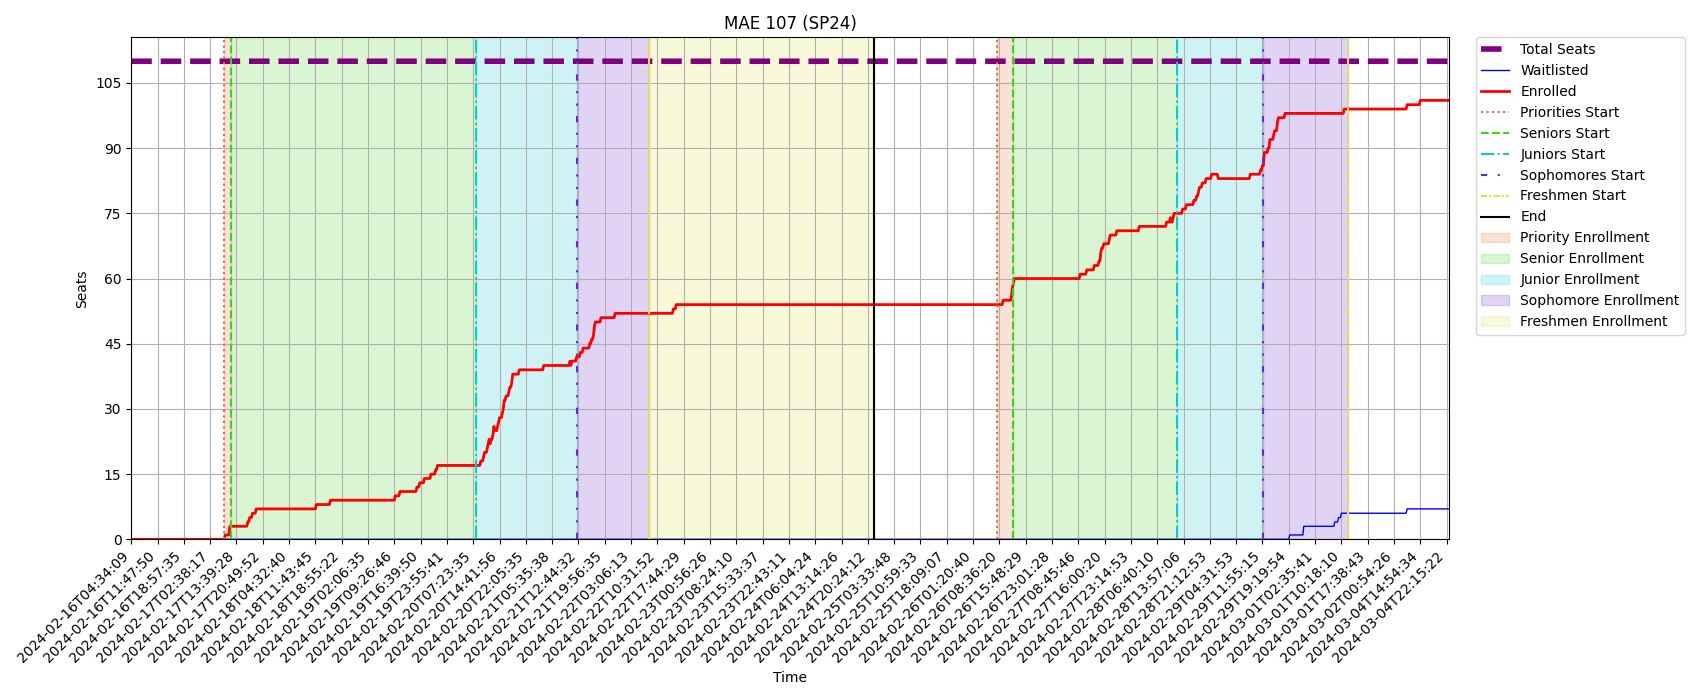 MAE 107 (SP24)
Total Seats
Waitlisted
Enrolled
Priorities Start
Seniors Start
Juniors Start
Sophomores Start
Freshmen Start
End
Priority Enrollment
Senior Enrollment
Junior Enrollment
Sophomore Enrollment
Freshmen Enrollment
Seats
105
90
75
60
45
30
15
0
2024-02-16T04:34:09
2024-02-16T11:47:50
2024-02-16T18:57:35
2024-02-17T02:38:17
2024-02-17T13:39:28
2024-02-17T20:49:52
2024-02-18T04:32:40
2024-02-18T11:43:45
2024-02-18T18:55:22
2024-02-19T02:06:35
2024-02-19T09:26:46
2024-02-19T16:39:50
2024-02-19T23:55:41
2024-02-20T07:23:35
2024-02-20T14:41:56
2024-02-20T22:05:35
2024-02-21T05:35:38
2024-02-21T12:44:32
2024-02-21T19:56:35
2024-02-22T03:06:13
2024-02-22T10:31:52
2024-02-22T17:44:29
2024-02-23T00:56:26
2024-02-23T08:24:10
2024-02-23T15:33:37
2024-02-23T22:43:11
2024-02-24T06:04:24
2024-02-24T13:14:26
2024-02-24T20:24:12
2024-02-25T03:33:48
2024-02-25T10:59:33
2024-02-25T18:09:07
2024-02-26T01:20:40
2024-02-26T08:36:20
2024-02-26T15:48:29
2024-02-26T23:01:28
2024-02-27T08:45:46
2024-02-27T16:00:20
2024-02-27T23:14:53
2024-02-28T06:40:10
2024-02-28T13:57:06
2024-02-28T21:12:53
2024-02-29T04:31:53
2024-02-29T11:55:15
2024-02-29T19:19:54
2024-03-01T02:35:41
2024-03-01T10:18:10
2024-03-01T17:38:43
2024-03-02T00:54:26
2024-03-04T14:54:34
2024-03-04T22:15:22
Time